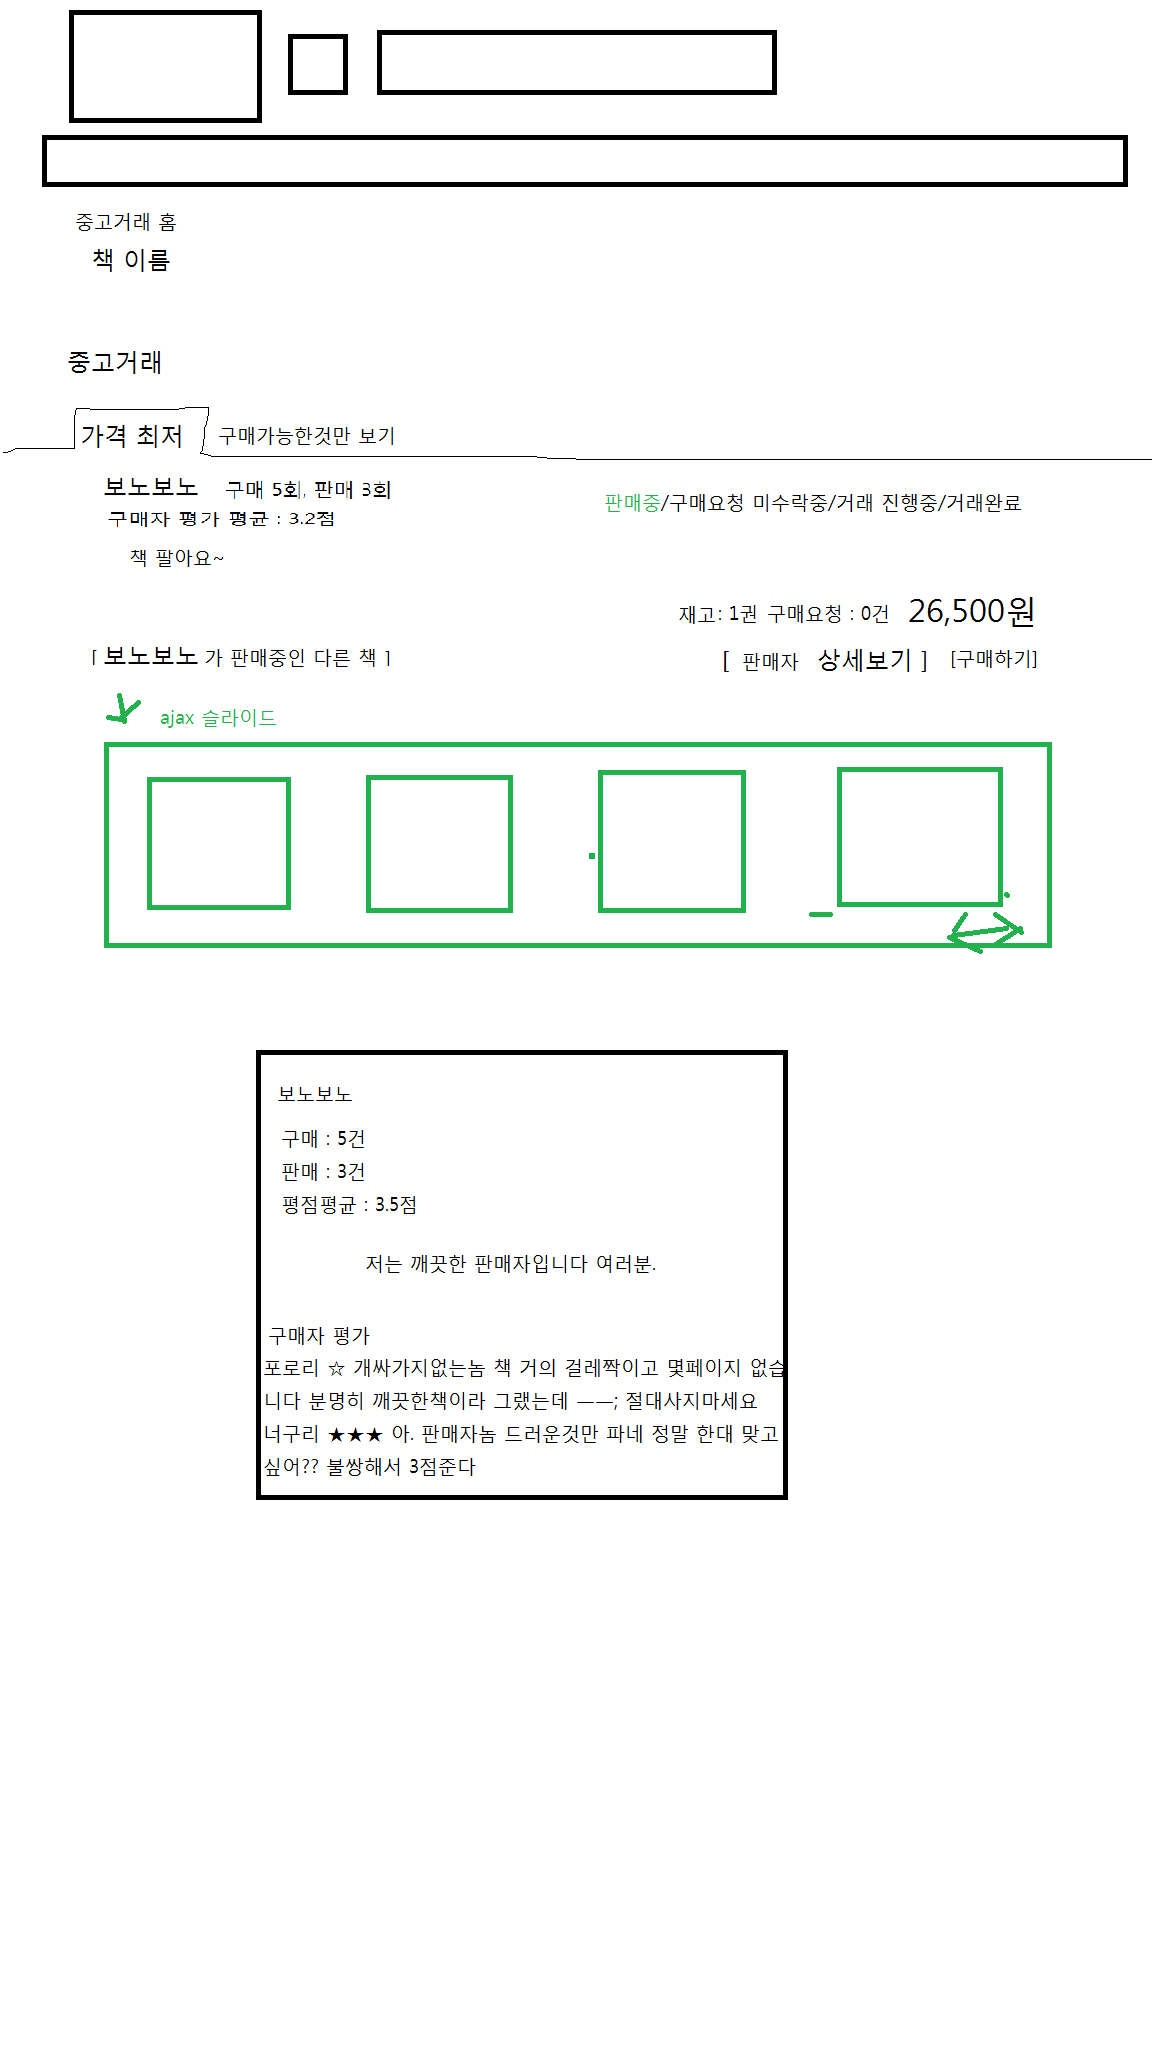 중고거래 홈
책 이름
중고거래
가격 최저 구매가능한것만 보기
보노보노 구매 5회, 판매 3회
판매중/구매요청 미수락중/거래 진행중/거래완료
구매자 평가 평균 : 3.2점
책 팔아요~
재고: 1권 구매요청 : 0건 26,500원
[ 보노보노 가 판매중인 다른 책 ] [ 판매자 상세보기 ] [구매하기]
ajax 슬라이드
보노보노
구매 : 5건
판매 : 3건
평점평균 : 3.5점
저는 깨끗한 판매자입니다 여러분.
구매자 평가
포로리 ☆ 개싸가지없는놈 책 거의 걸레짝이고 몇페이지 없습
니다 분명히 깨끗한책이라 그랬는데 ㅡㅡ; 절대사지마세요
너구리 ★★★ 아. 판매자놈 드러운것만 파네 정말 한대 맞고
싶어?? 불쌍해서 3점준다